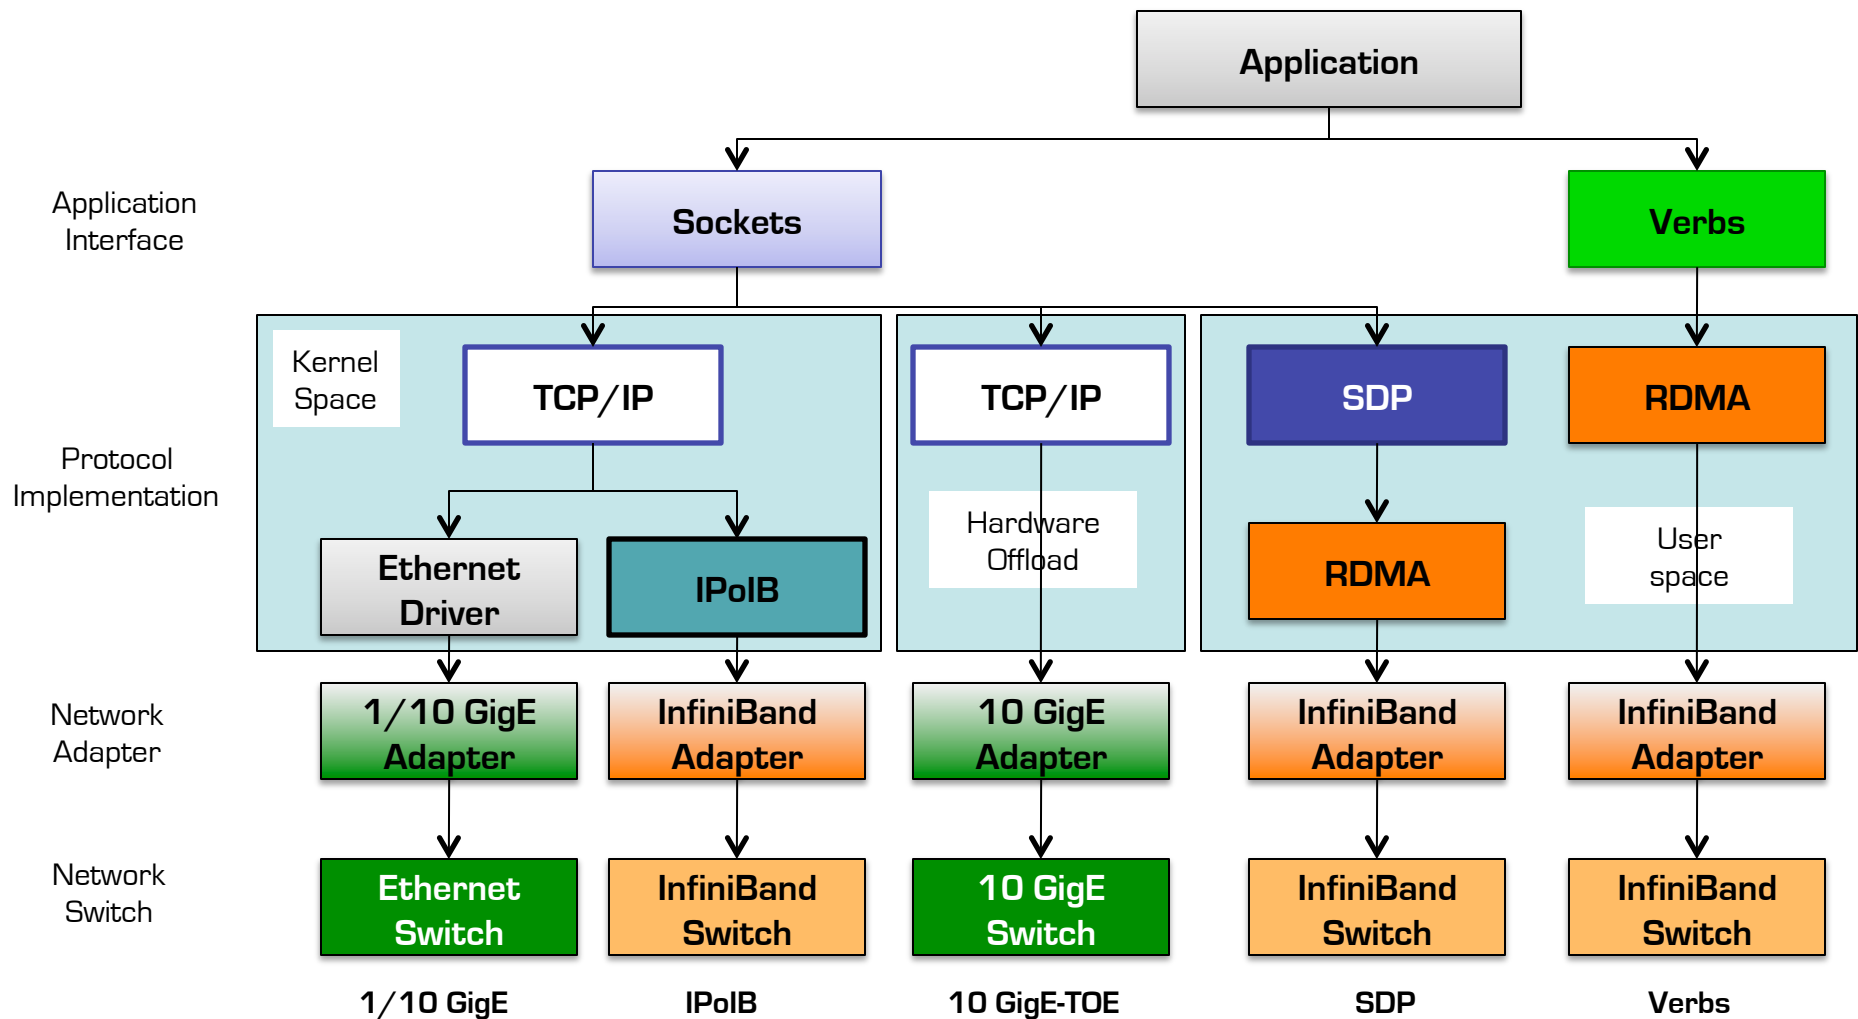 Application
Application
Interface
Sockets
Verbs
Kernel
Space
TCP/IP
TCP/IP
SDP
RDMA
Protocol
Implementation
Hardware
Offload
User
space
Ethernet
Driver
IPoIB
RDMA
Network
Adapter
1/10 GigE
Adapter
InfiniBand
Adapter
10 GigE
Adapter
InfiniBand
Adapter
InfiniBand
Adapter
Network
Switch
Ethernet
Switch
InfiniBand
Switch
10 GigE
Switch
InfiniBand
Switch
InfiniBand
Switch
1/10 GigE
IPoIB
10 GigE-TOE
SDP
Verbs